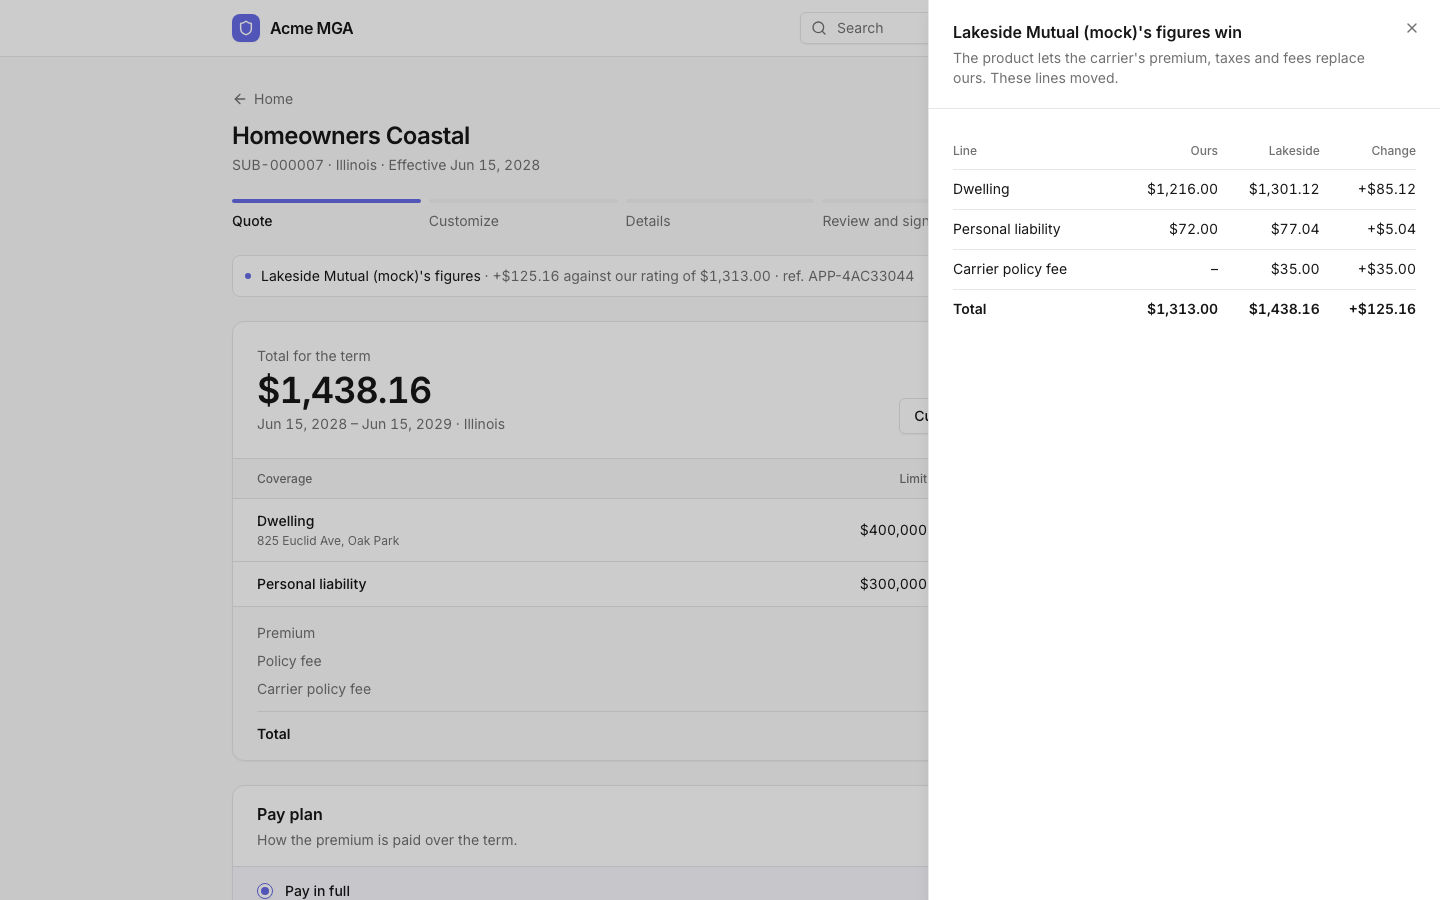 Acme MGA
Search
Home
Homeowners Coastal
SUB-000007 · Illinois · Effective Jun 15, 2028
Quote
Customize
Details
Review and sign
Lakeside Mutual (mock)'s figures · +$125.16 against our rating of $1,313.00 · ref. APP-4AC33044
Total for the term
$1,438.16
Jun 15, 2028 – Jun 15, 2029 · Illinois
Coverage Limit
Dwelling
825 Euclid Ave, Oak Park
$400,000
Personal liability $300,000
Premium
Policy fee
Carrier policy fee
Total
Pay plan
How the premium is paid over the term.
Pay in full
Lakeside Mutual (mock)'s figures win
The product lets the carrier's premium, taxes and fees replace
ours. These lines moved.
Line Ours Lakeside Change
Dwelling $1,216.00 $1,301.12 +$85.12
Personal liability $72.00 $77.04 +$5.04
Carrier policy fee – $35.00 +$35.00
Total $1,313.00 $1,438.16 +$125.16